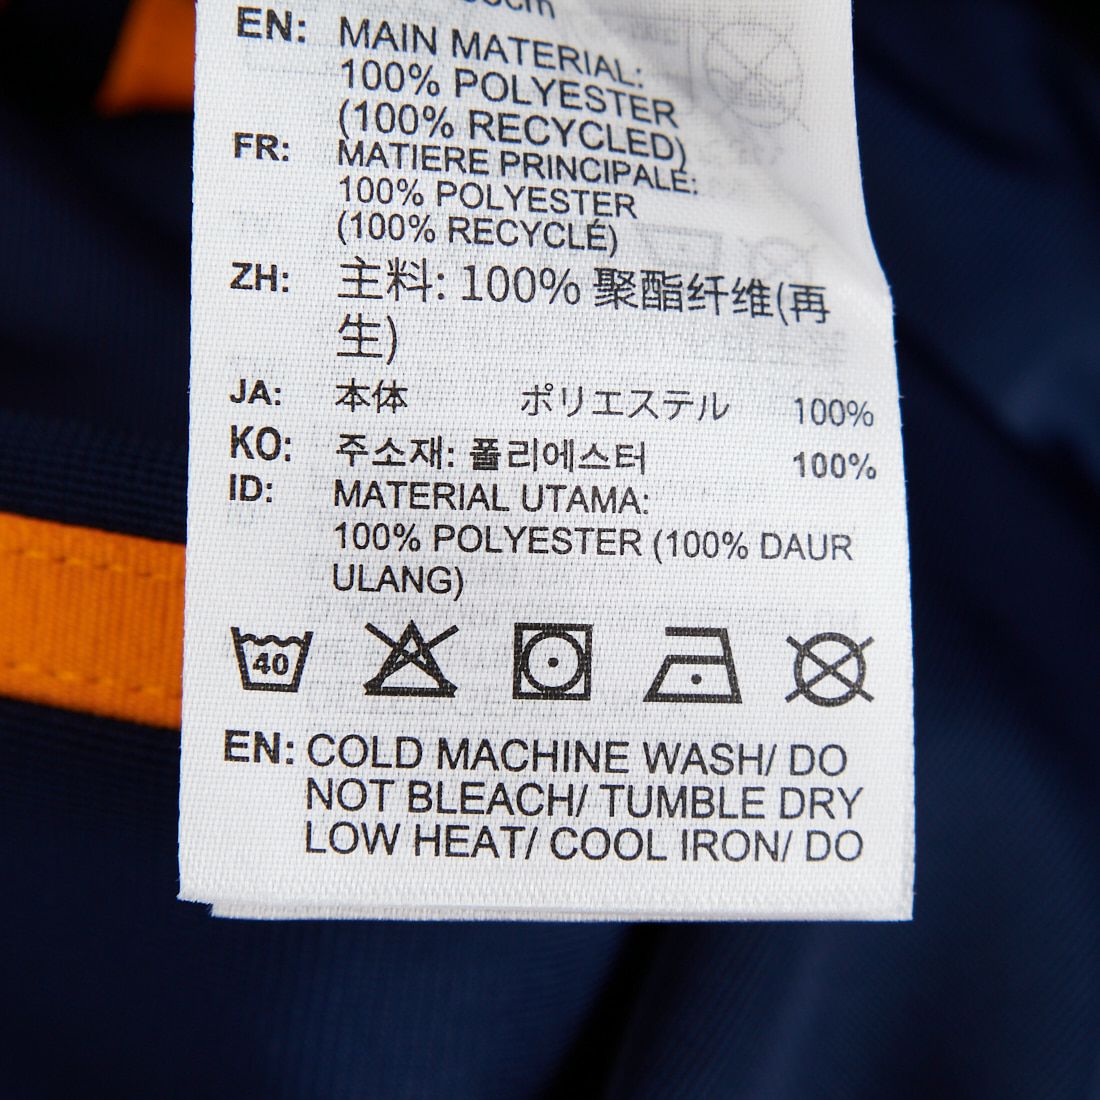 EN: MAIN MATERIAL:
100% POLYESTER
(100% RECYCLED)
FR: MATIERE PRINCIPALE:
100% POLYESTER
(100% RECYCLÉ)
ZH: 主料: 100% 聚酯纤维(再
生)
JA: 本体 ポリエステル 100%
KO: 주소재: 폴리에스터 100%
ID: MATERIAL UTAMA:
100% POLYESTER (100% DAUR
ULANG)
40
EN: COLD MACHINE WASH/ DO
NOT BLEACH/ TUMBLE DRY
LOW HEAT/ COOL IRON/ DO